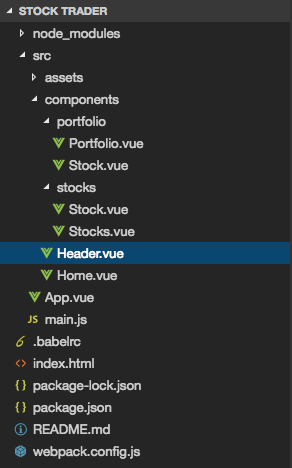 STOCK TRADER
node_modules
src
assets
components
portfolio
Portfolio.vue
Stock.vue
stocks
Stock.vue
Stocks.vue
Header.vue
Home.vue
App.vue
JS main.js
.babelrc
index.html
package-lock.json
package.json
README.md
webpack.config.js